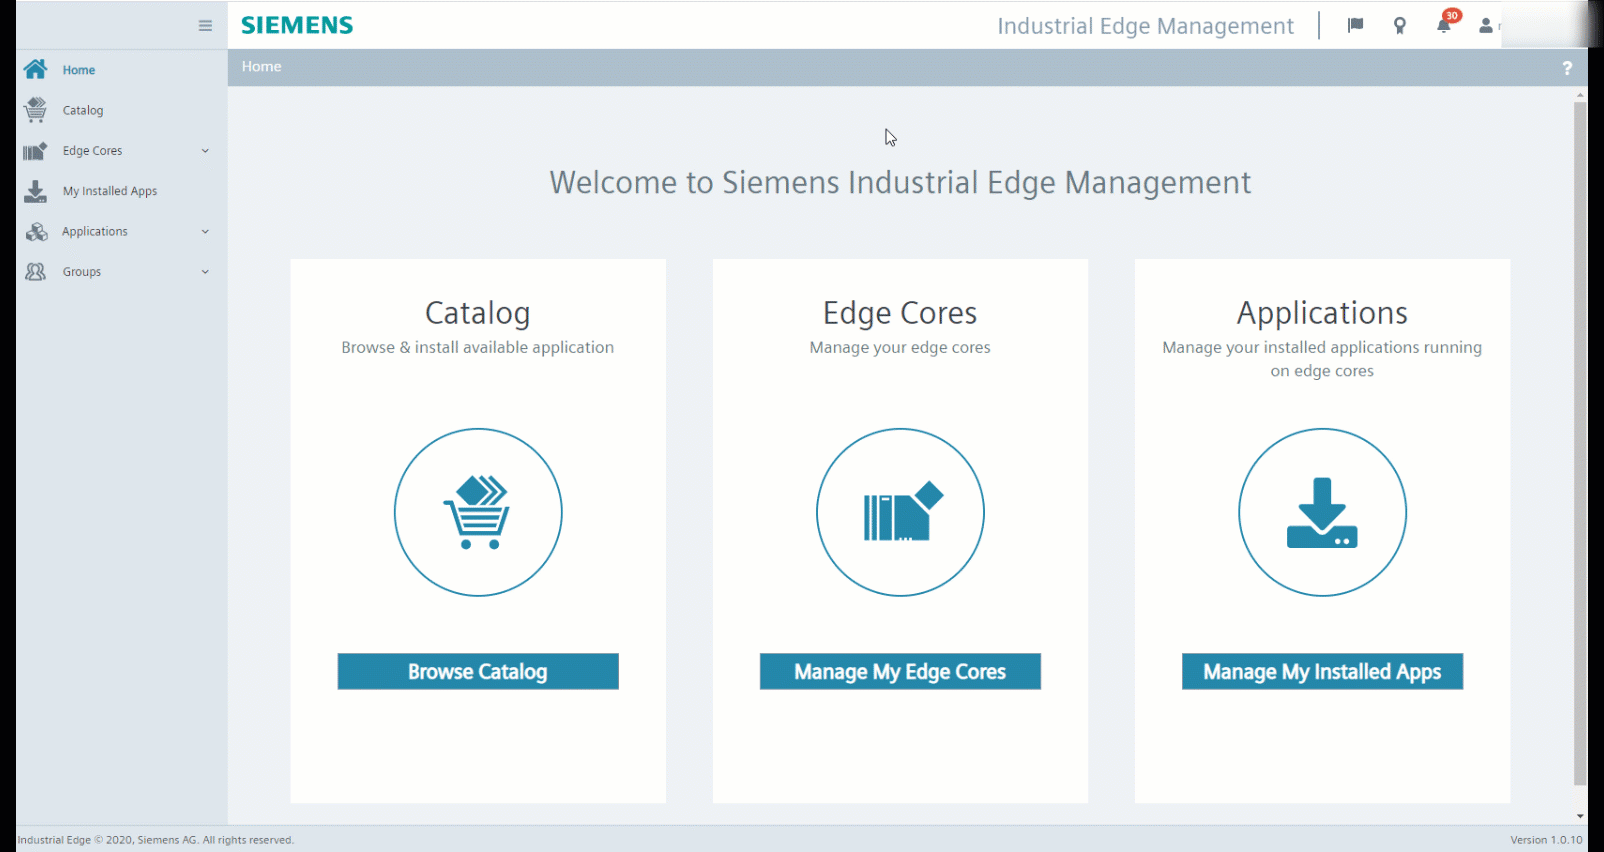 SIEMENS
Industrial Edge Management
30
Home
?
Home
Catalog
Edge Cores
My Installed Apps
Applications
Groups
Welcome to Siemens Industrial Edge Management
Catalog
Browse & install available application
Browse Catalog
Edge Cores
Manage your edge cores
Manage My Edge Cores
Applications
Manage your installed applications running
on edge cores
Manage My Installed Apps
Industrial Edge © 2020, Siemens AG. All rights reserved.
Version 1.0.10